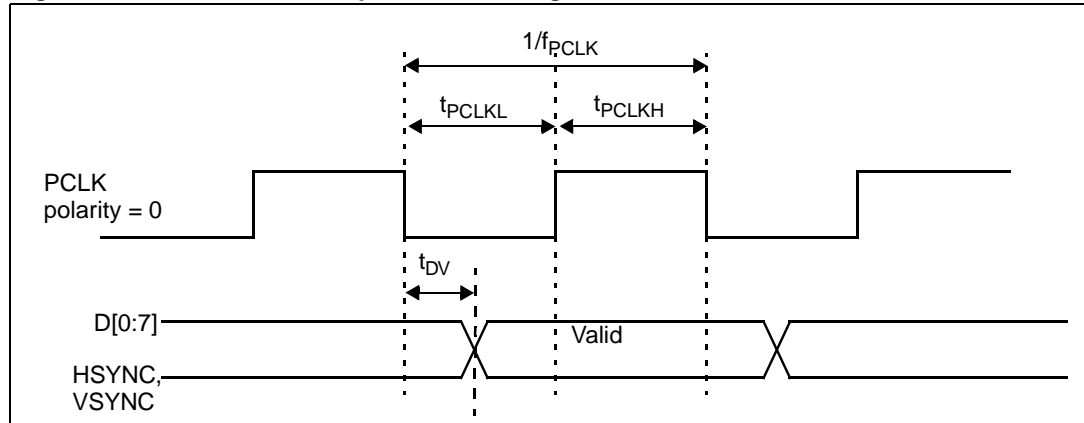 1/fPCLK
tPCLKL
tPCLKH
PCLK
polarity = 0
tDV
D[0:7]
Valid
HSYNC,
VSYNC